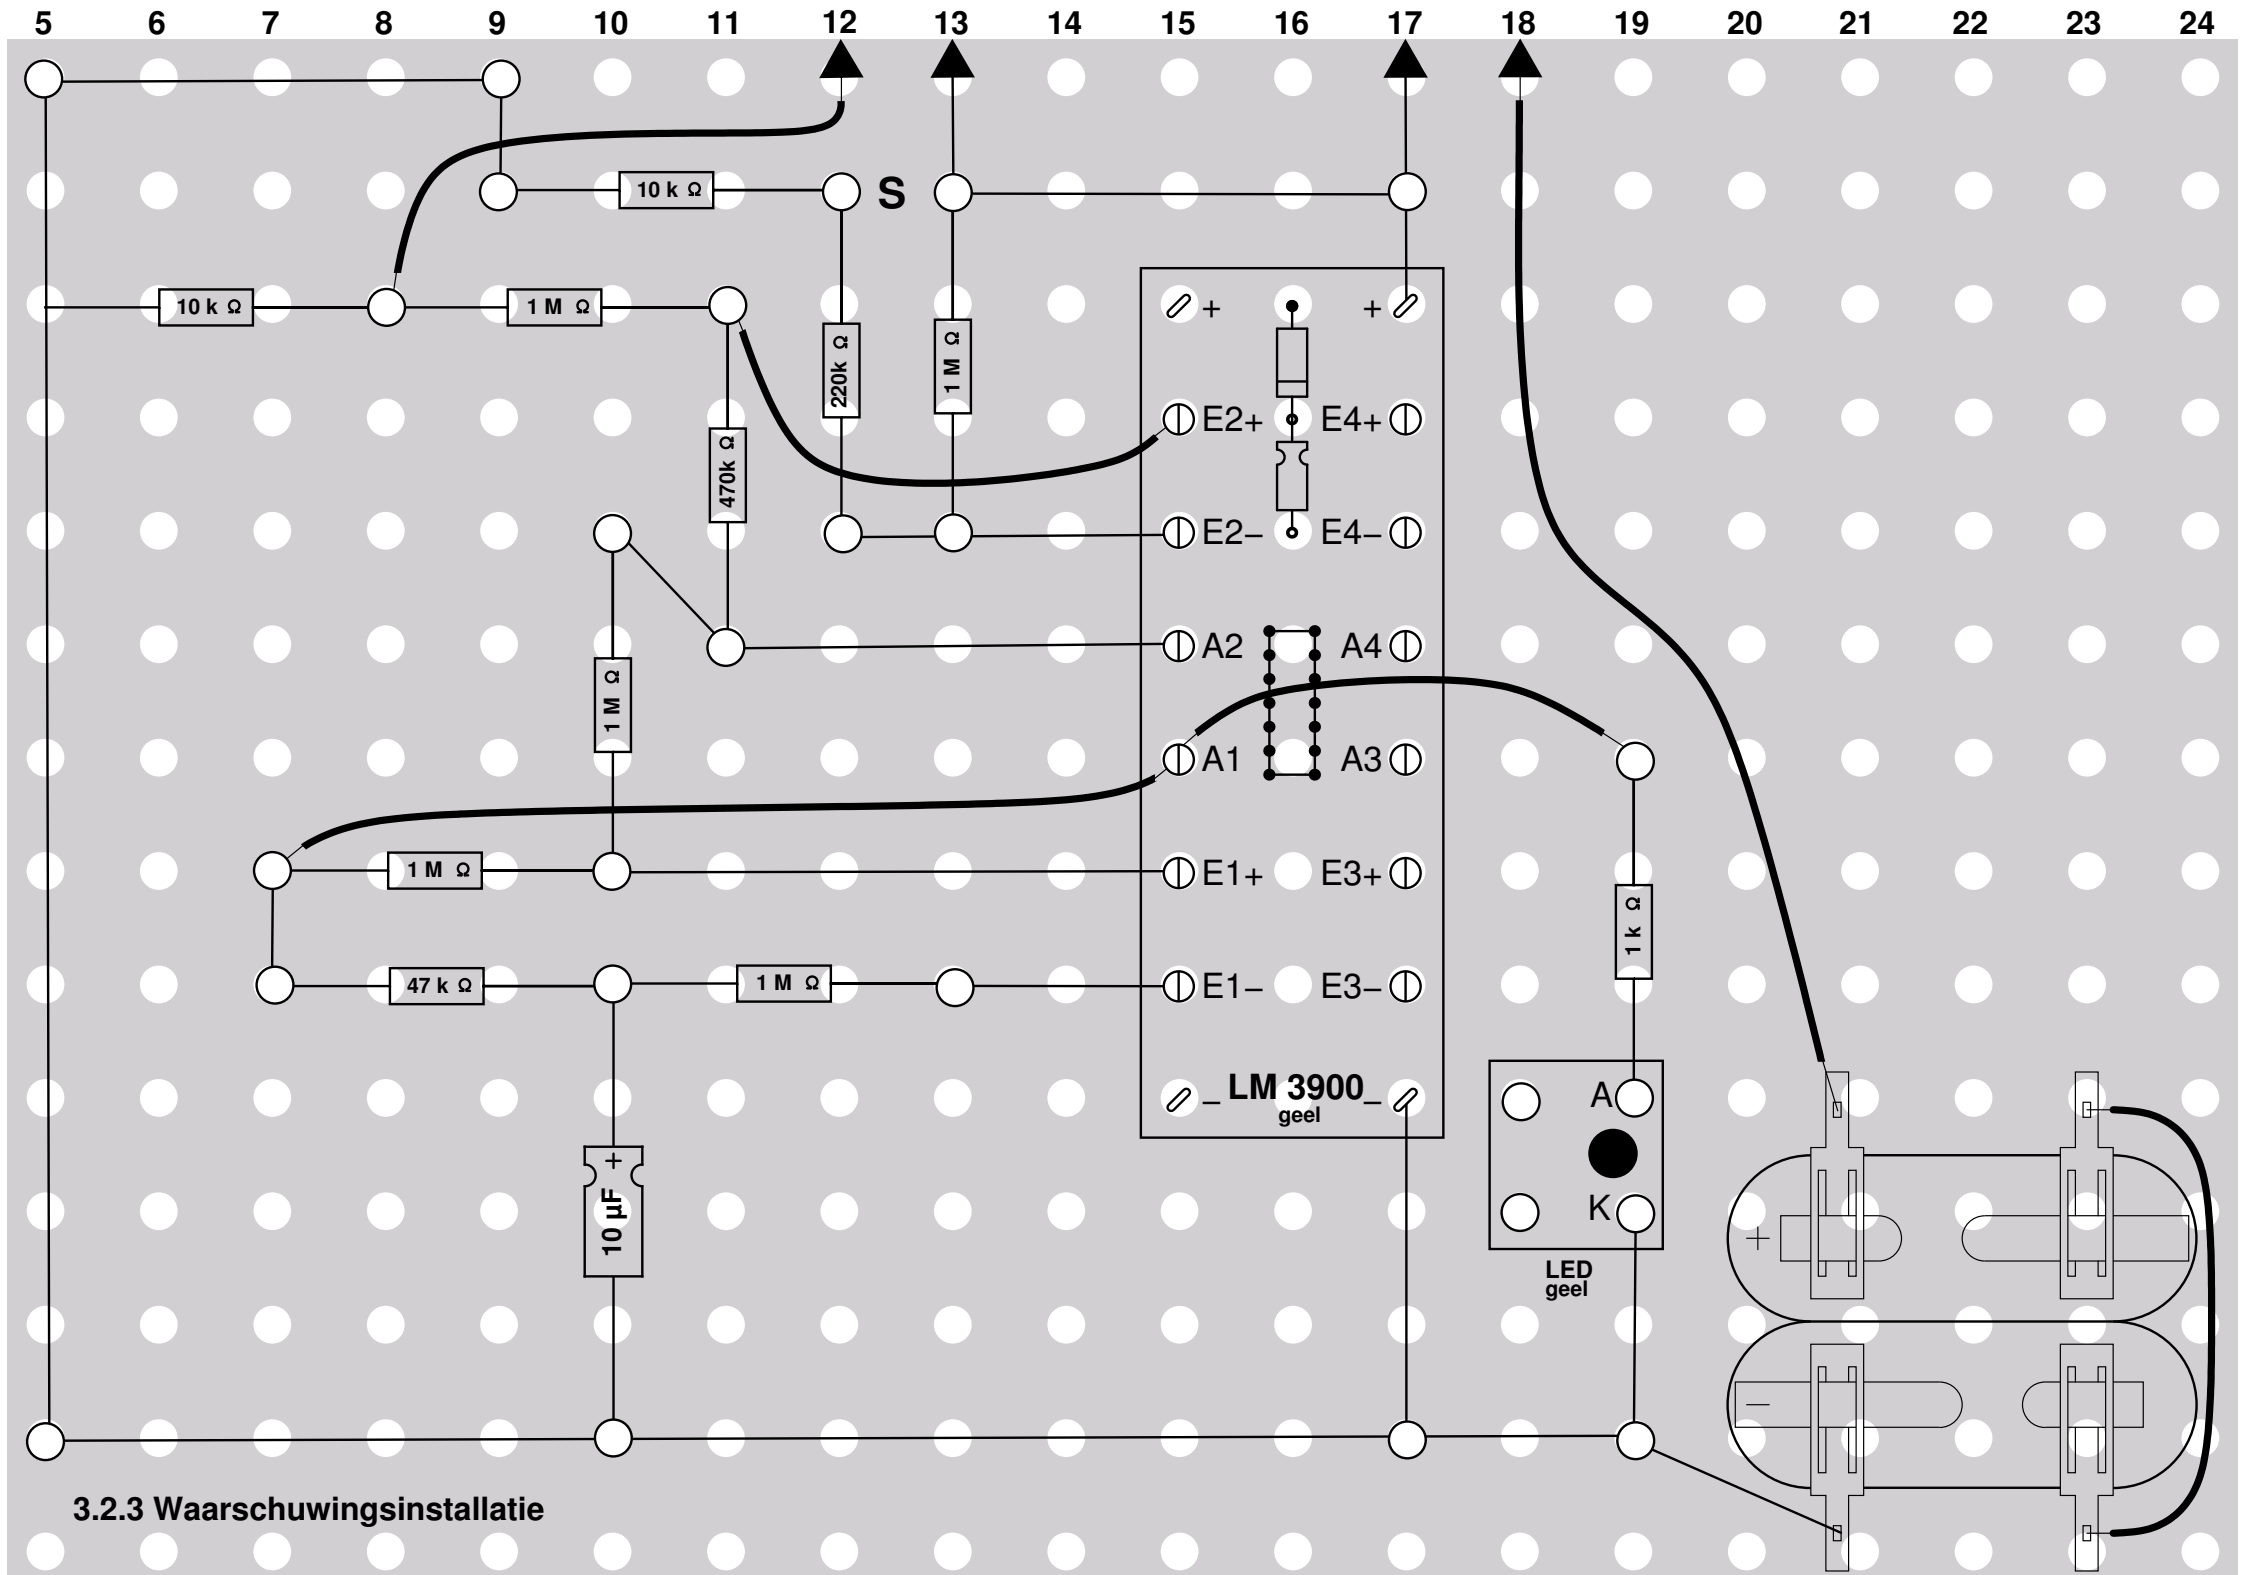 5 6 7 8 9 10 11 12 13 14 15 16 17 18 19 20 21 22 23 24
10 k Ω S
10 k Ω 1 M Ω + +
220k Ω 1 M Ω
E2+ E4+
470k Ω
E2– E4–
A2 A4
1 M Ω
A1 A3
1 M Ω E1+ E3+
1 k Ω
47 k Ω 1 M Ω E1– E3–
– LM 3900 – A
geel
+
10 µF K
+
LED
geel
–
3.2.3 Waarschuwingsinstallatie